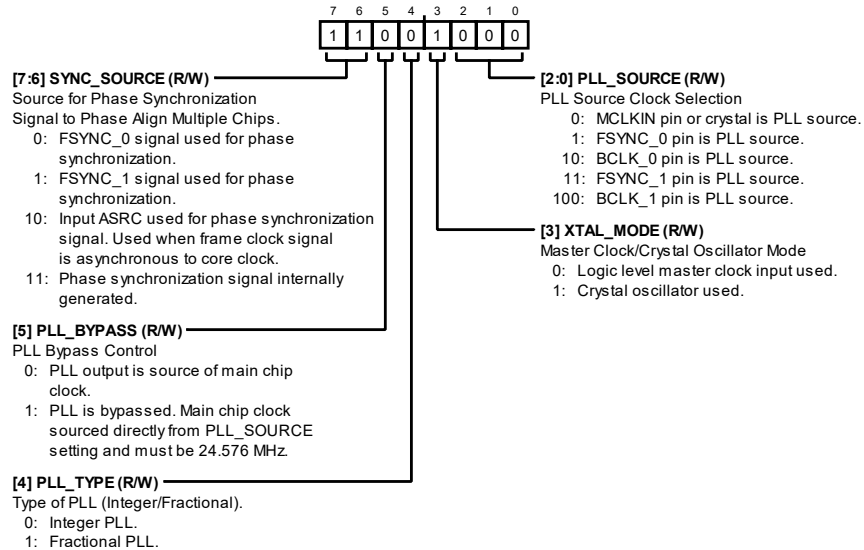 7 6 5 4 3 2 1 0
1 1 0 0 1 0 0 0
[7:6] SYNC_SOURCE (R/W)
Source for Phase Synchronization
Signal to Phase Align Multiple Chips.
0: FSYNC_0 signal used for phase
synchronization.
1: FSYNC_1 signal used for phase
synchronization.
10: Input ASRC used for phase synchronization
signal. Used when frame clock signal
is asynchronous to core clock.
11: Phase synchronization signal internally
generated.
[5] PLL_BYPASS (R/W)
PLL Bypass Control
0: PLL output is source of main chip
clock.
1: PLL is bypassed. Main chip clock
sourced directly from PLL_SOURCE
setting and must be 24.576 MHz.
[4] PLL_TYPE (R/W)
Type of PLL (Integer/Fractional).
0: Integer PLL.
1: Fractional PLL.
[2:0] PLL_SOURCE (R/W)
PLL Source Clock Selection
0: MCLKIN pin or crystal is PLL source.
1: FSYNC_0 pin is PLL source.
10: BCLK_0 pin is PLL source.
11: FSYNC_1 pin is PLL source.
100: BCLK_1 pin is PLL source.
[3] XTAL_MODE (R/W)
Master Clock/Crystal Oscillator Mode
0: Logic level master clock input used.
1: Crystal oscillator used.